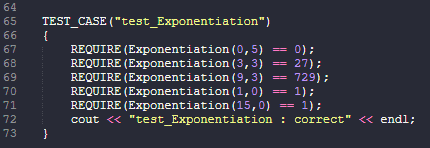 64
65 TEST_CASE("test_Exponentiation")
66 {
67 REQUIRE(Exponentiation(0,5) == 0);
68 REQUIRE(Exponentiation(3,3) == 27);
69 REQUIRE(Exponentiation(9,3) == 729);
70 REQUIRE(Exponentiation(1,0) == 1);
71 REQUIRE(Exponentiation(15,0) == 1);
72 cout << "test_Exponentiation : correct" << endl;
73 }